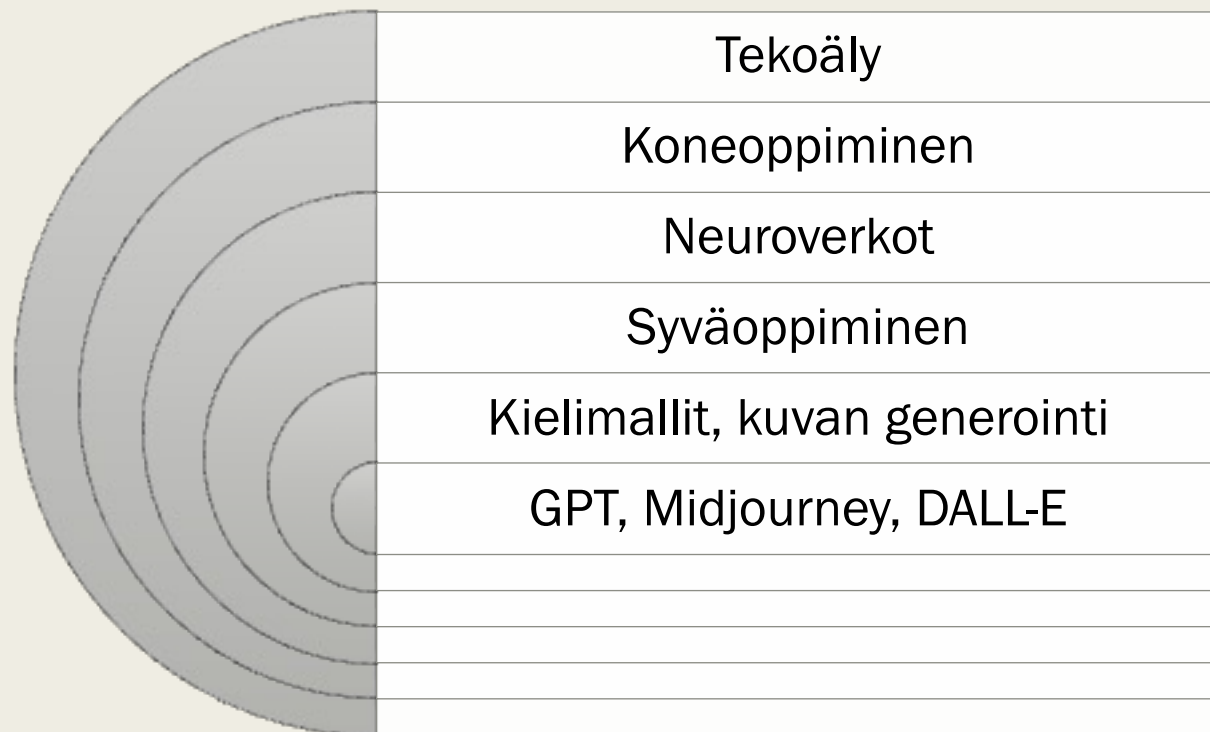 Tekoäly
Koneoppiminen
Neuroverkot
Syväoppiminen
Kielimallit, kuvan generointi
GPT, Midjourney, DALL-E